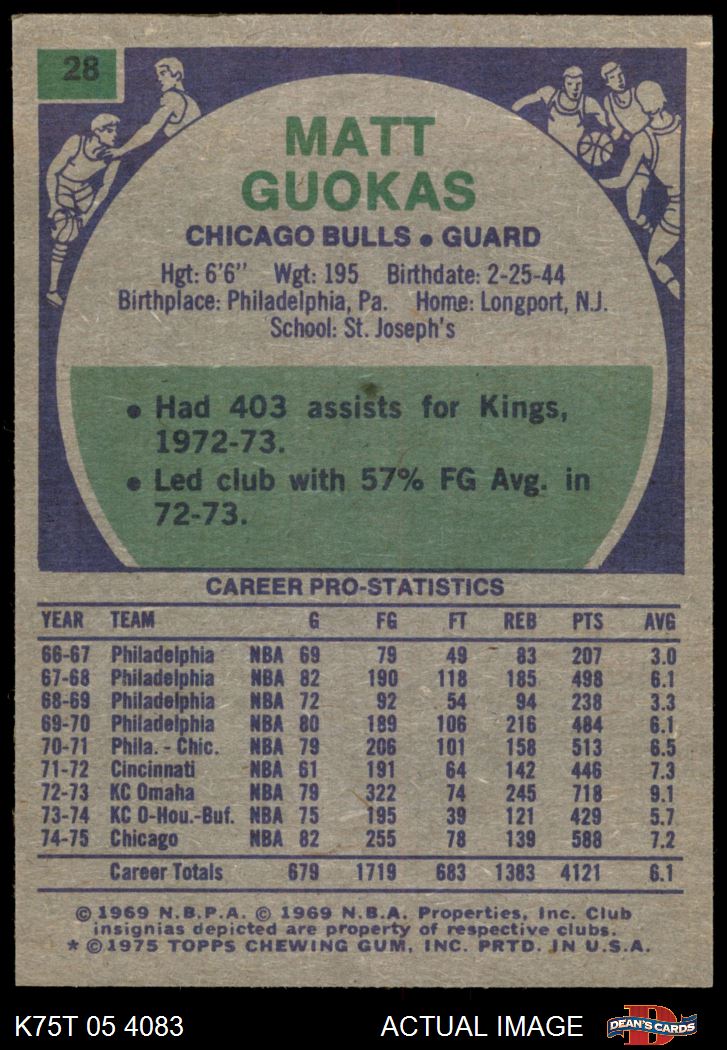 28
MATT
GUOKAS
CHICAGO BULLS • GUARD
Hgt: 6'6" Wgt: 195 Birthdate: 2-25-44
Birthplace: Philadelphia, Pa. Home: Longport, N.J.
School: St. Joseph's
• Had 403 assists for Kings,
1972-73.
• Led club with 57% FG Avg. in
72-73.
CAREER PRO-STATISTICS
YEAR TEAM G FG FT REB PTS AVG
66-67 Philadelphia NBA 69 79 49 83 207 3.0
67-68 Philadelphia NBA 82 190 118 185 498 6.1
68-69 Philadelphia NBA 72 92 54 94 238 3.3
69-70 Philadelphia NBA 80 189 106 216 484 6.1
70-71 Phila. - Chic. NBA 79 206 101 158 513 6.5
71-72 Cincinnati NBA 61 191 64 142 446 7.3
72-73 KC Omaha NBA 79 322 74 245 718 9.1
73-74 KC O-Hou.-Buf. NBA 75 195 39 121 429 5.7
74-75 Chicago NBA 82 255 78 139 588 7.2
Career Totals 679 1719 683 1383 4121 6.1
© 1969 N.B.P.A. © 1969 N.B.A. Properties, Inc. Club
insignias depicted are property of respective clubs.
* © 1975 TOPPS CHEWING GUM, INC. PRTD. IN U.S.A.
K75T 05 4083 ACTUAL IMAGE D DEAN'S CARDS